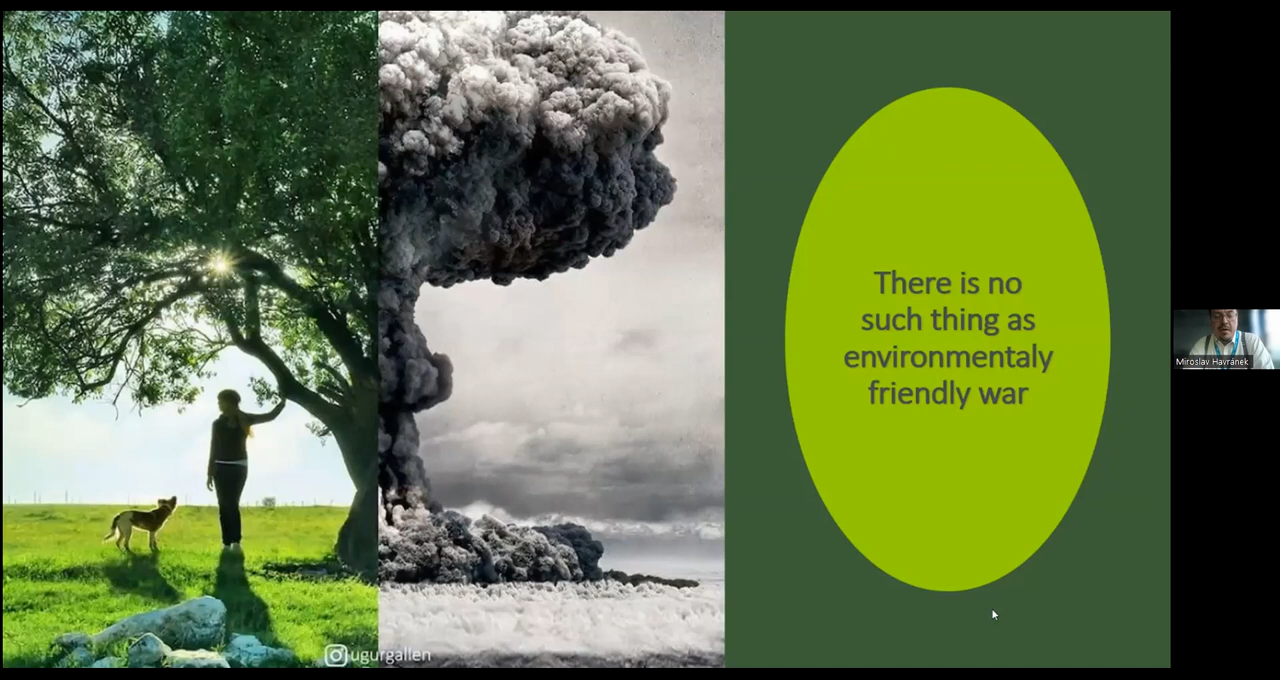 There is no
such thing as
environmentaly
friendly war
ugurgallen
Miroslav Havránek